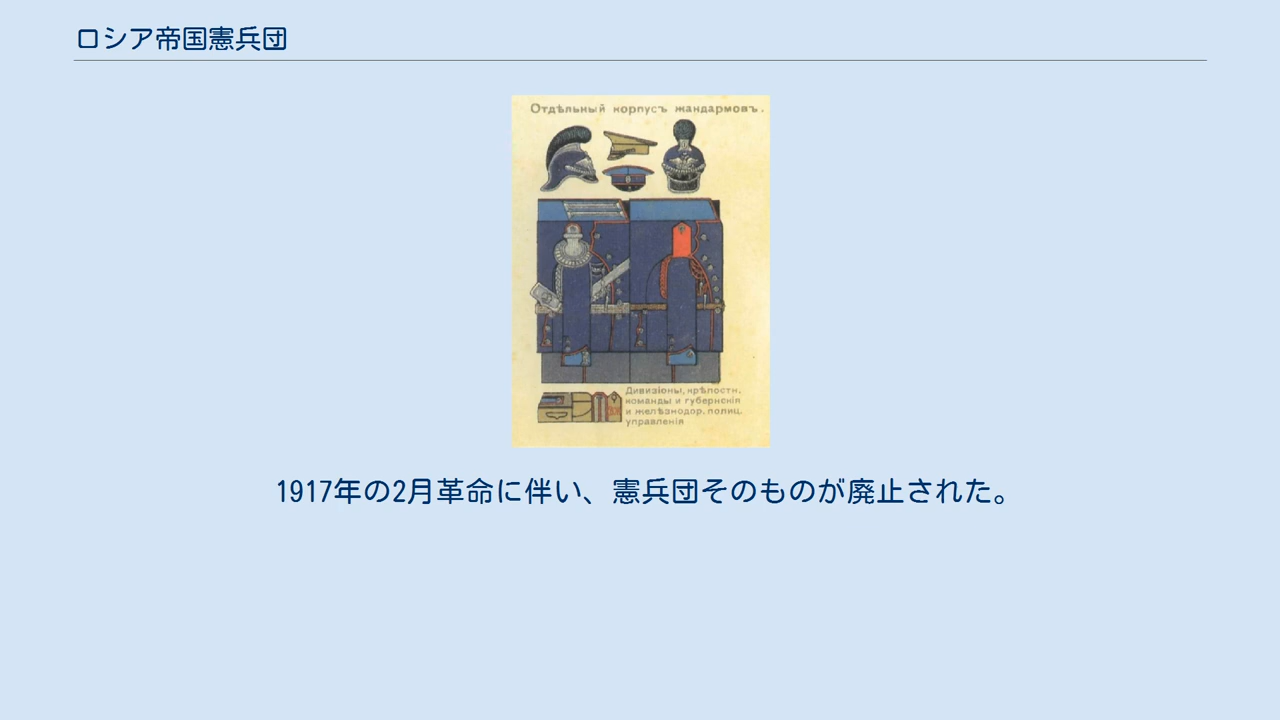 ロシア帝国憲兵団
Отдѣльный корпусъ жандармовъ.
Дивизіоны, крѣпостн.
команды и губернскія
и желѣзнодор. полиц.
управленія
1917年の2月革命に伴い、憲兵団そのものが廃止された。